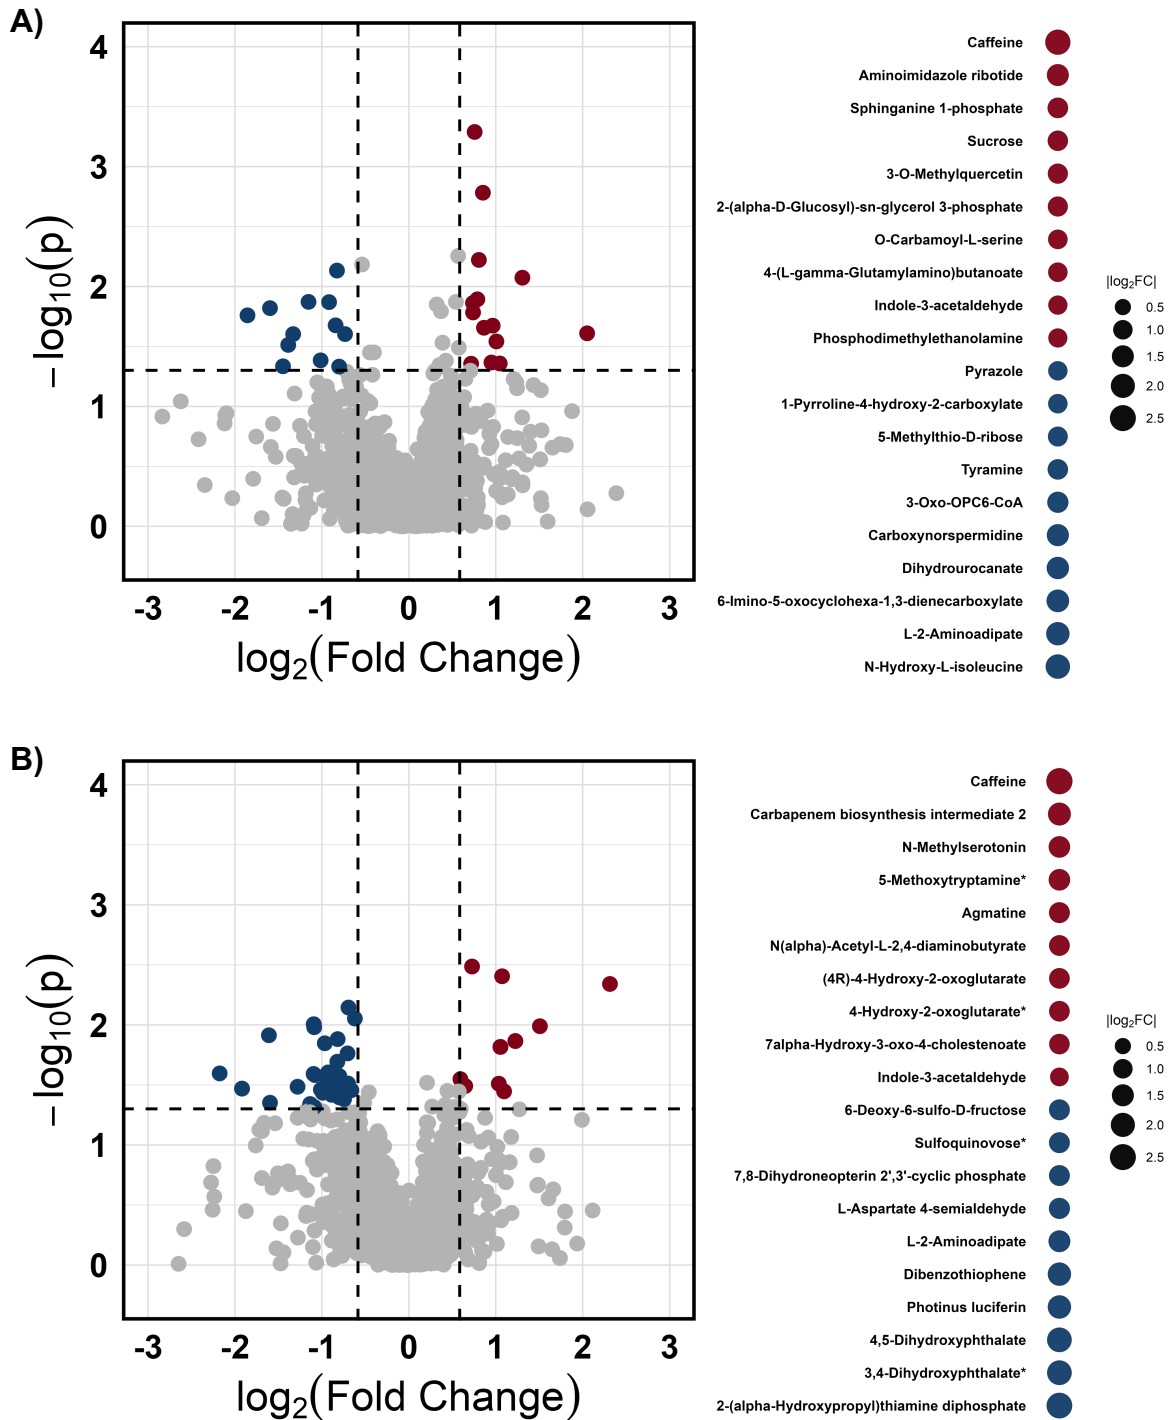 A)
4
3
2
1
0
−log10(p)
-3 -2 -1 0 1 2 3
log2(Fold Change)
Caffeine
Aminoimidazole ribotide
Sphinganine 1-phosphate
Sucrose
3-O-Methylquercetin
2-(alpha-D-Glucosyl)-sn-glycerol 3-phosphate
O-Carbamoyl-L-serine
4-(L-gamma-Glutamylamino)butanoate
Indole-3-acetaldehyde
Phosphodimethylethanolamine
Pyrazole
1-Pyrroline-4-hydroxy-2-carboxylate
5-Methylthio-D-ribose
Tyramine
3-Oxo-OPC6-CoA
Carboxynorspermidine
Dihydrourocanate
6-Imino-5-oxocyclohexa-1,3-dienecarboxylate
L-2-Aminoadipate
N-Hydroxy-L-isoleucine
|log2FC|
0.5
1.0
1.5
2.0
2.5
B)
4
3
2
1
0
−log10(p)
-3 -2 -1 0 1 2 3
log2(Fold Change)
Caffeine
Carbapenem biosynthesis intermediate 2
N-Methylserotonin
5-Methoxytryptamine*
Agmatine
N(alpha)-Acetyl-L-2,4-diaminobutyrate
(4R)-4-Hydroxy-2-oxoglutarate
4-Hydroxy-2-oxoglutarate*
7alpha-Hydroxy-3-oxo-4-cholestenoate
Indole-3-acetaldehyde
6-Deoxy-6-sulfo-D-fructose
Sulfoquinovose*
7,8-Dihydroneopterin 2',3'-cyclic phosphate
L-Aspartate 4-semialdehyde
L-2-Aminoadipate
Dibenzothiophene
Photinus luciferin
4,5-Dihydroxyphthalate
3,4-Dihydroxyphthalate*
2-(alpha-Hydroxypropyl)thiamine diphosphate
|log2FC|
0.5
1.0
1.5
2.0
2.5